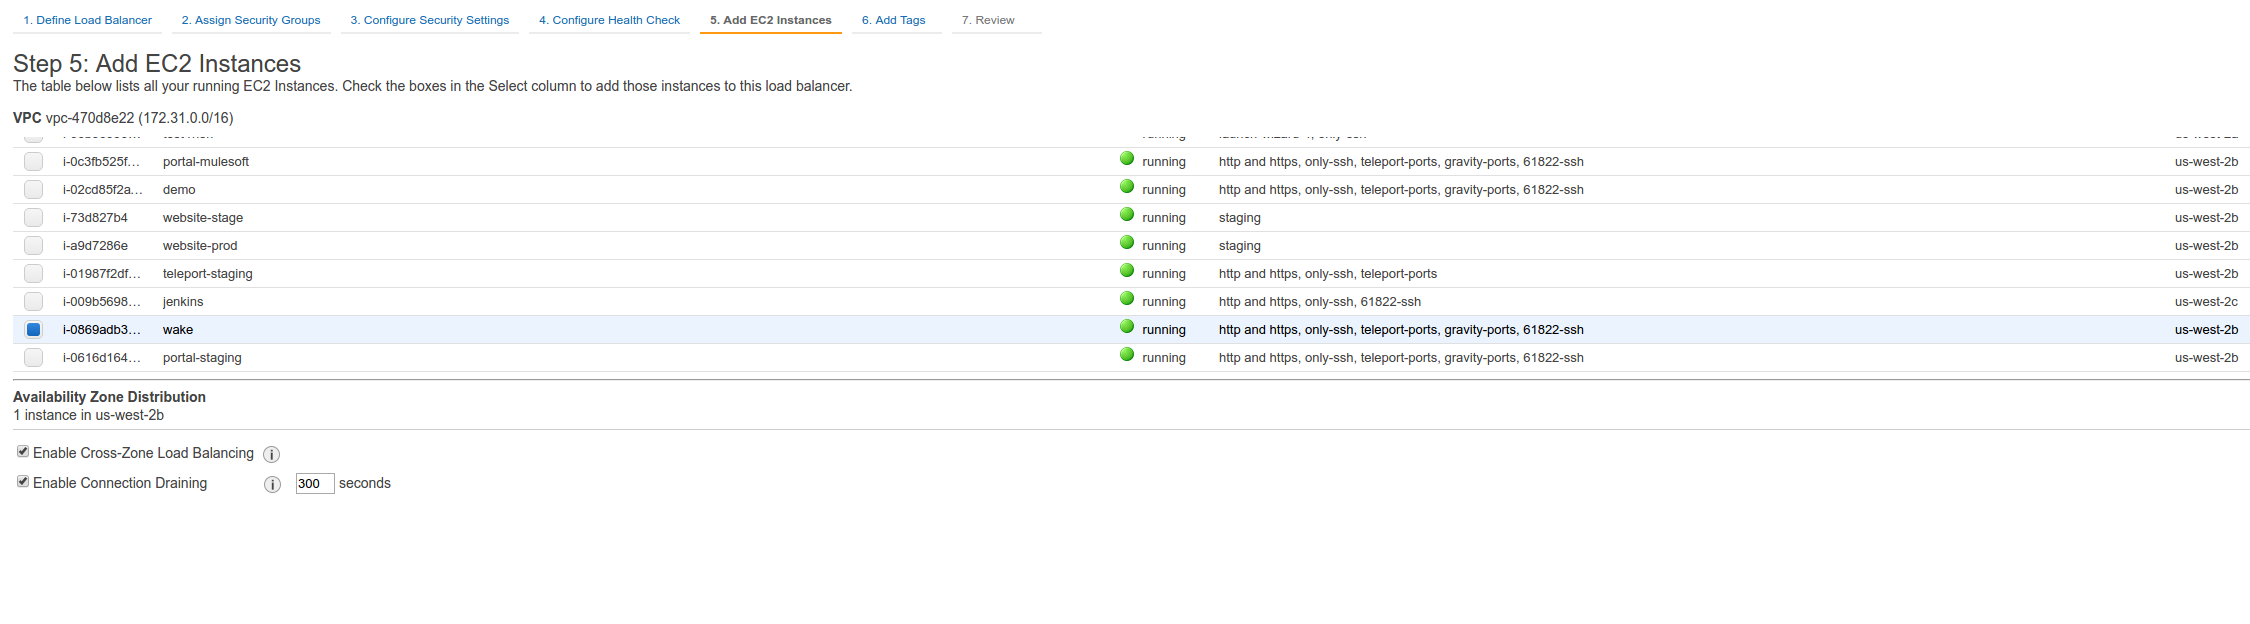 1. Define Load Balancer 2. Assign Security Groups 3. Configure Security Settings 4. Configure Health Check 5. Add EC2 Instances 6. Add Tags 7. Review
Step 5: Add EC2 Instances
The table below lists all your running EC2 Instances. Check the boxes in the Select column to add those instances to this load balancer.
VPC vpc-470d8e22 (172.31.0.0/16)
i-0c3fb525f... portal-mulesoft running http and https, only-ssh, teleport-ports, gravity-ports, 61822-ssh us-west-2b
i-02cd85f2a... demo running http and https, only-ssh, teleport-ports, gravity-ports, 61822-ssh us-west-2b
i-73d827b4 website-stage running staging us-west-2b
i-a9d7286e website-prod running staging us-west-2b
i-01987f2df... teleport-staging running http and https, only-ssh, teleport-ports us-west-2b
i-009b5698... jenkins running http and https, only-ssh, 61822-ssh us-west-2c
i-0869adb3... wake running http and https, only-ssh, teleport-ports, gravity-ports, 61822-ssh us-west-2b
i-0616d164... portal-staging running http and https, only-ssh, teleport-ports, gravity-ports, 61822-ssh us-west-2b
Availability Zone Distribution
1 instance in us-west-2b
Enable Cross-Zone Load Balancing i
Enable Connection Draining i 300 seconds